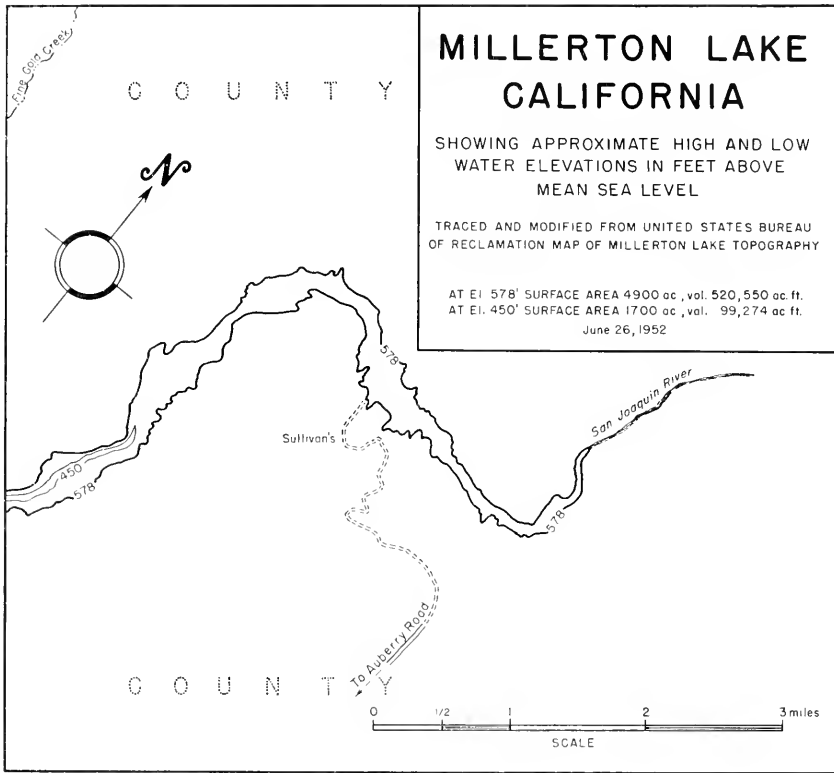 MILLERTON LAKE
CALIFORNIA
SHOWING APPROXIMATE HIGH AND LOW
WATER ELEVATIONS IN FEET ABOVE
MEAN SEA LEVEL
TRACED AND MODIFIED FROM UNITED STATES BUREAU
OF RECLAMATION MAP OF MILLERTON LAKE TOPOGRAPHY
AT El 578' SURFACE AREA 4900 ac, vol. 520,550 ac. ft.
AT El. 450' SURFACE AREA 1700 ac, vol. 99,274 ac ft.
June 26, 1952
Fine Gold Creek
COUNTY
N
578
San Joaquin River
Sullivan's
450
578
578
To Auberry Road
COUNTY
0 1/2 1 2 3 miles
SCALE